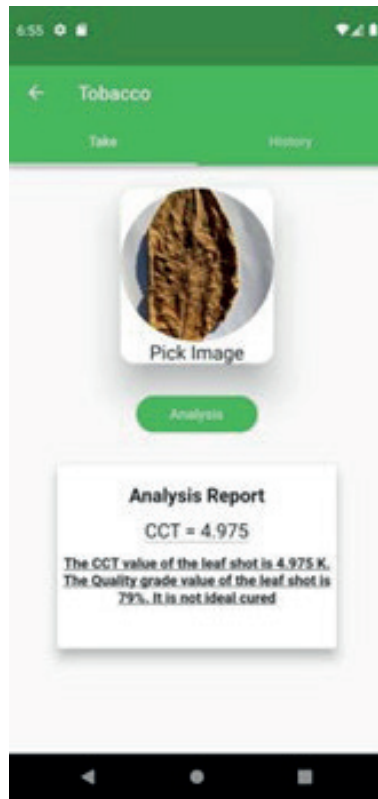 6:55
Tobacco
Take
History
Pick Image
Analysis
Analysis Report
CCT = 4.975
The CCT value of the leaf shot is 4.975 K.
The Quality grade value of the leaf shot is
79%. It is not ideal cured